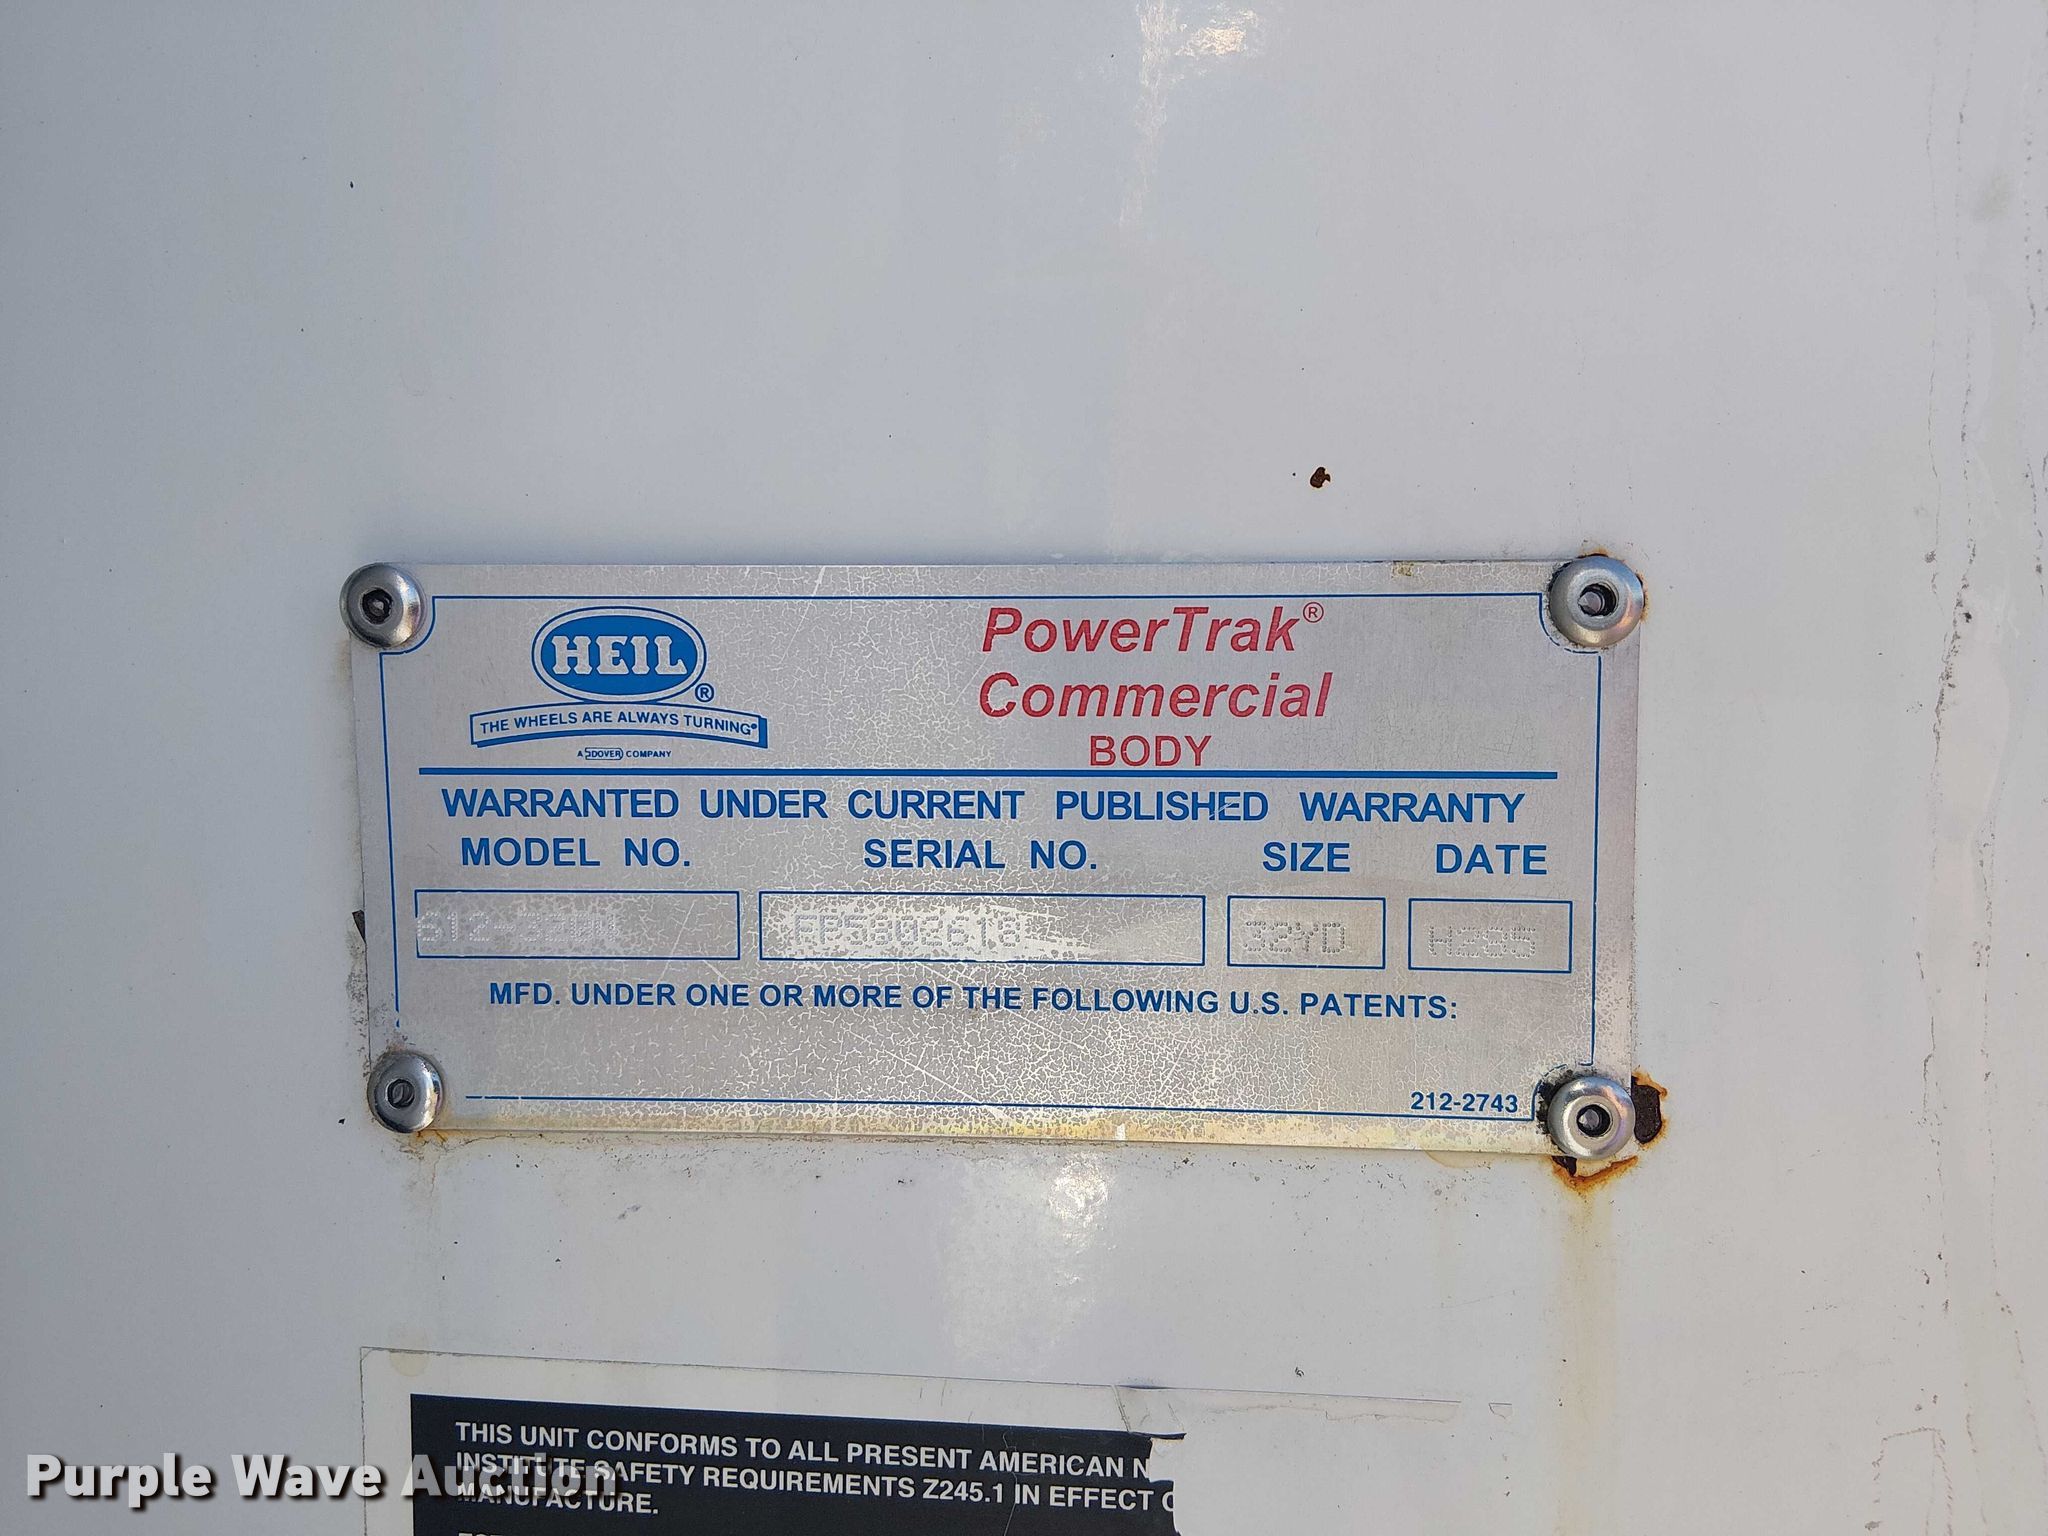 HEIL®
THE WHEELS ARE ALWAYS TURNING®
A DOVER COMPANY
PowerTrak®
Commercial
BODY
WARRANTED UNDER CURRENT PUBLISHED WARRANTY
MODEL NO. SERIAL NO. SIZE DATE
32YD H235
MFD. UNDER ONE OR MORE OF THE FOLLOWING U.S. PATENTS:
212-2743
THIS UNIT CONFORMS TO ALL PRESENT AMERICAN N
INSTITUTE SAFETY REQUIREMENTS Z245.1 IN EFFECT
MANUFACTURE.
Purple Wave Auction